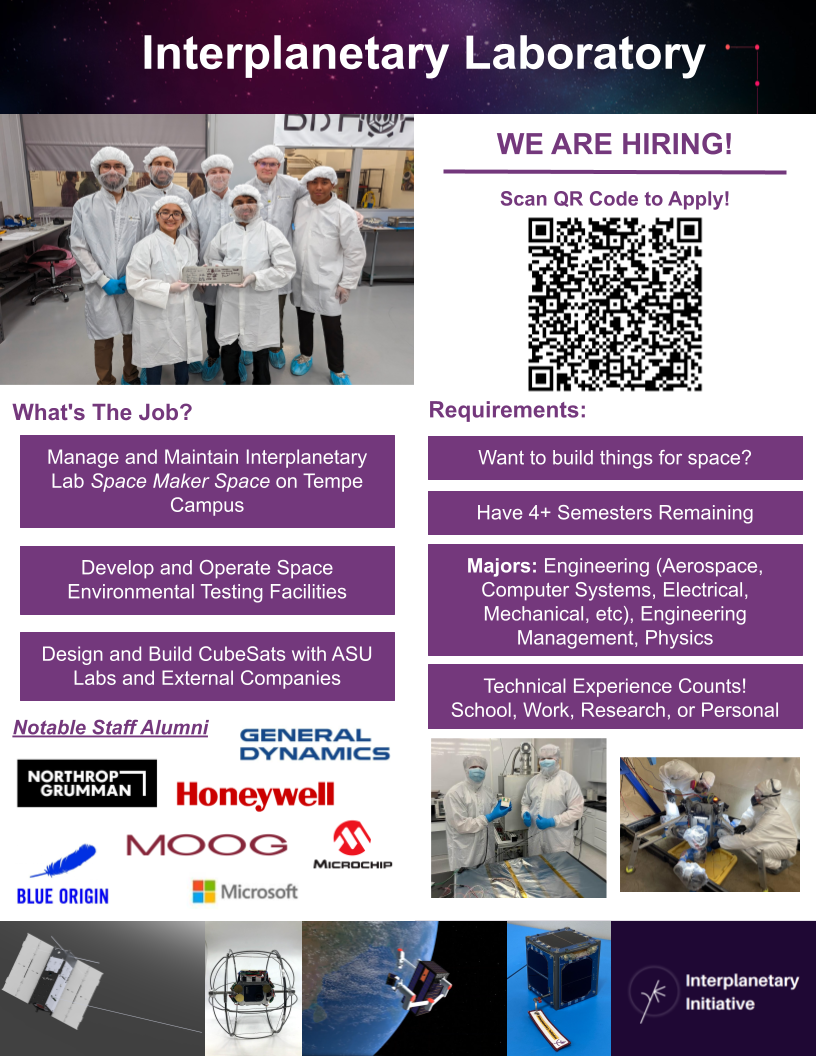 Interplanetary Laboratory
WE ARE HIRING!
Scan QR Code to Apply!
What's The Job?
Manage and Maintain Interplanetary
Lab Space Maker Space on Tempe
Campus
Develop and Operate Space
Environmental Testing Facilities
Design and Build CubeSats with ASU
Labs and External Companies
Requirements:
Want to build things for space?
Have 4+ Semesters Remaining
Majors: Engineering (Aerospace,
Computer Systems, Electrical,
Mechanical, etc), Engineering
Management, Physics
Technical Experience Counts!
School, Work, Research, or Personal
Notable Staff Alumni
GENERAL
DYNAMICS
NORTHROP
GRUMMAN
Honeywell
MOOG
MICROCHIP
BLUE ORIGIN
Microsoft
Interplanetary
Initiative